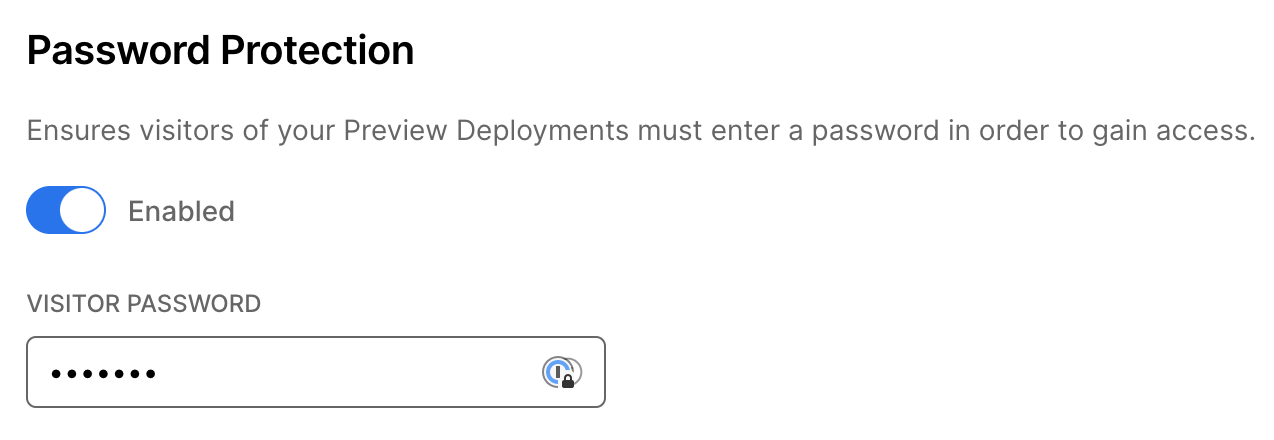 Password Protection
Ensures visitors of your Preview Deployments must enter a password in order to gain access.
Enabled
VISITOR PASSWORD
•••••••